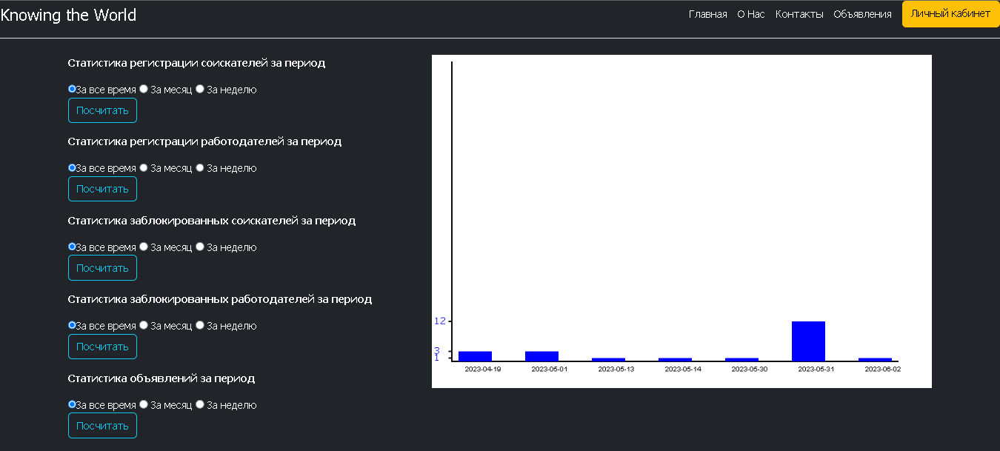 Knowing the World
Главная О Нас Контакты Объявления Личный кабинет
Статистика регистрации соискателей за период
За все время За месяц За неделю
Посчитать
Статистика регистрации работодателей за период
За все время За месяц За неделю
Посчитать
Статистика заблокированных соискателей за период
За все время За месяц За неделю
Посчитать
Статистика заблокированных работодателей за период
За все время За месяц За неделю
Посчитать
Статистика объявлений за период
За все время За месяц За неделю
Посчитать
12
3
1
2023-04-19 2023-05-01 2023-05-13 2023-05-14 2023-05-30 2023-05-31 2023-06-02